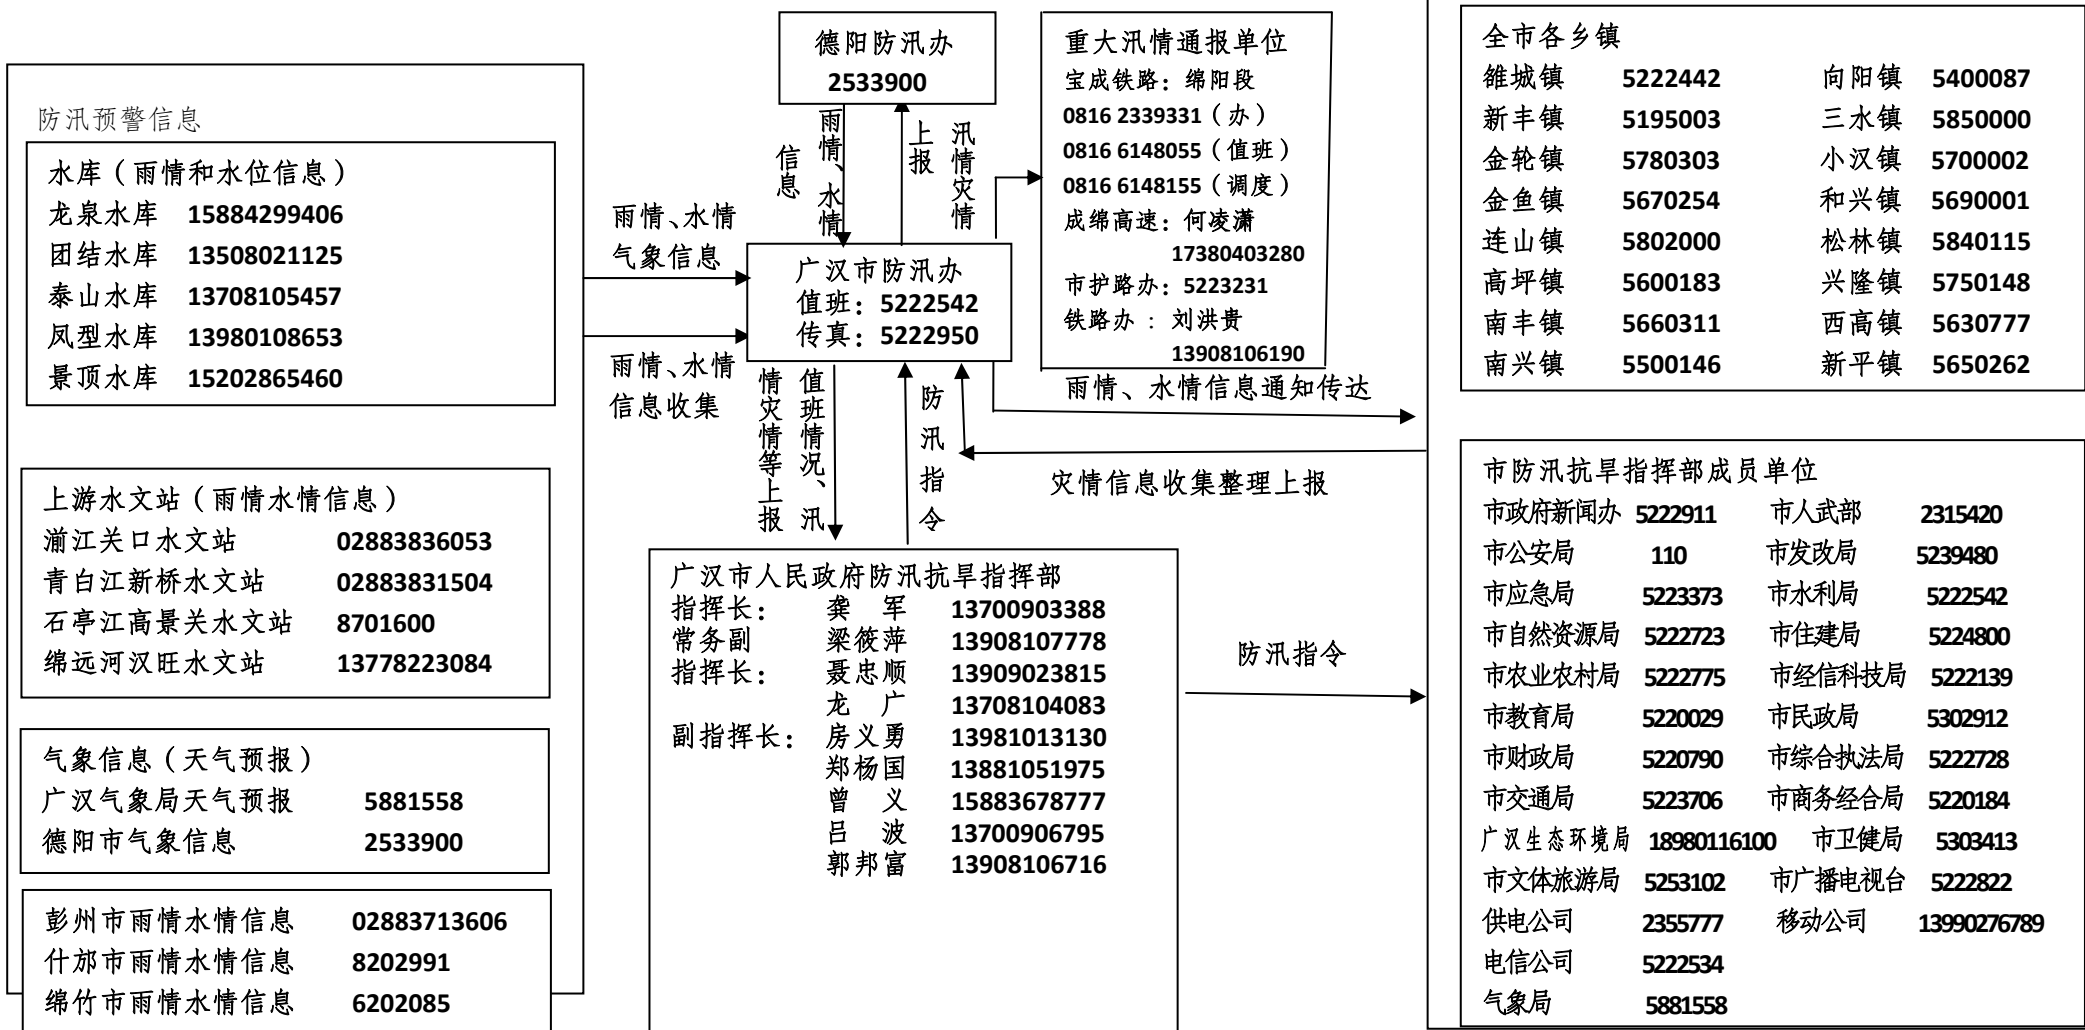 防汛预警信息
水库（雨情和水位信息）
龙泉水库 15884299406
团结水库 13508021125
泰山水库 13708105457
凤型水库 13980108653
景顶水库 15202865460
上游水文站（雨情水情信息）
湔江关口水文站 02883836053
青白江新桥水文站 02883831504
石亭江高景关水文站 8701600
绵远河汉旺水文站 13778223084
气象信息（天气预报）
广汉气象局天气预报 5881558
德阳市气象信息 2533900
彭州市雨情水情信息 02883713606
什邡市雨情水情信息 8202991
绵竹市雨情水情信息 6202085
雨情、水情
气象信息
雨情、水情
信息收集
德阳防汛办
2533900
雨情、水情
信息
上报
汛情灾情
广汉市防汛办
值班：5222542
传真：5222950
值班情况、汛
情灾情等上报
防汛指令
广汉市人民政府防汛抗旱指挥部
指挥长： 龚 军 13700903388
常务副 梁筱萍 13908107778
指挥长： 聂忠顺 13909023815
龙 广 13708104083
副指挥长： 房义勇 13981013130
郑杨国 13881051975
曾 义 15883678777
吕 波 13700906795
郭邦富 13908106716
重大汛情通报单位
宝成铁路：绵阳段
0816 2339331（办）
0816 6148055（值班）
0816 6148155（调度）
成绵高速：何凌潇
17380403280
市护路办：5223231
铁路办 ：刘洪贵
13908106190
雨情、水情信息通知传达
灾情信息收集整理上报
防汛指令
全市各乡镇
雒城镇 5222442 向阳镇 5400087
新丰镇 5195003 三水镇 5850000
金轮镇 5780303 小汉镇 5700002
金鱼镇 5670254 和兴镇 5690001
连山镇 5802000 松林镇 5840115
高坪镇 5600183 兴隆镇 5750148
南丰镇 5660311 西高镇 5630777
南兴镇 5500146 新平镇 5650262
市防汛抗旱指挥部成员单位
市政府新闻办 5222911 市人武部 2315420
市公安局 110 市发改局 5239480
市应急局 5223373 市水利局 5222542
市自然资源局 5222723 市住建局 5224800
市农业农村局 5222775 市经信科技局 5222139
市教育局 5220029 市民政局 5302912
市财政局 5220790 市综合执法局 5222728
市交通局 5223706 市商务经合局 5220184
广汉生态环境局 18980116100 市卫健局 5303413
市文体旅游局 5253102 市广播电视台 5222822
供电公司 2355777 移动公司 13990276789
电信公司 5222534
气象局 5881558